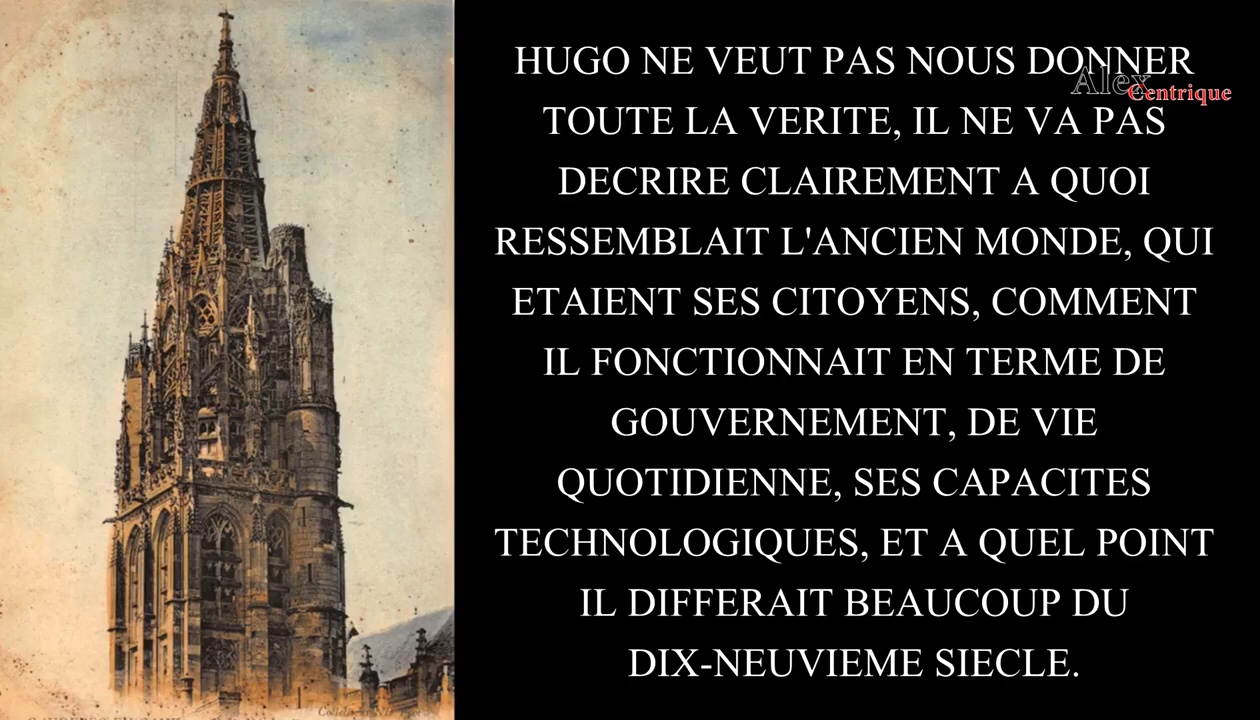 HUGO NE VEUT PAS NOUS DONNER
Alex
Centrique
TOUTE LA VERITE, IL NE VA PAS
DECRIRE CLAIREMENT A QUOI
RESSEMBLAIT L'ANCIEN MONDE, QUI
ETAIENT SES CITOYENS, COMMENT
IL FONCTIONNAIT EN TERME DE
GOUVERNEMENT, DE VIE
QUOTIDIENNE, SES CAPACITES
TECHNOLOGIQUES, ET A QUEL POINT
IL DIFFERAIT BEAUCOUP DU
DIX-NEUVIEME SIECLE.